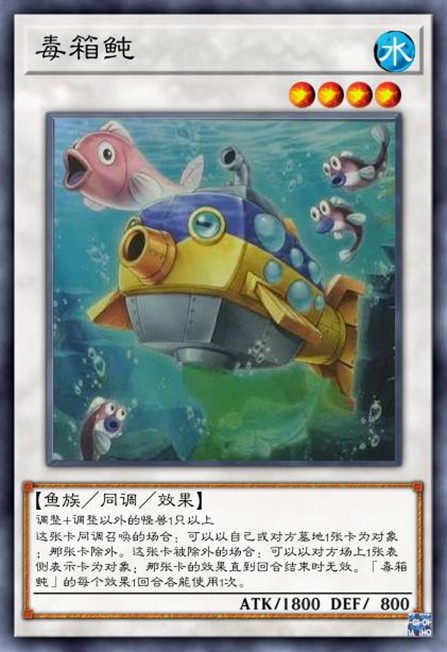 毒箱鲀
水
【鱼族／同调／效果】
调整+调整以外的怪兽1只以上
这张卡同调召唤的场合：可以以自己或对方墓地1张卡为对象
；那张卡除外。这张卡被除外的场合：可以以对方场上1张表
侧表示卡为对象；那张卡的效果直到回合结束时无效。「毒箱
鲀」的每个效果1回合各能使用1次。
ATK/1800 DEF/ 800